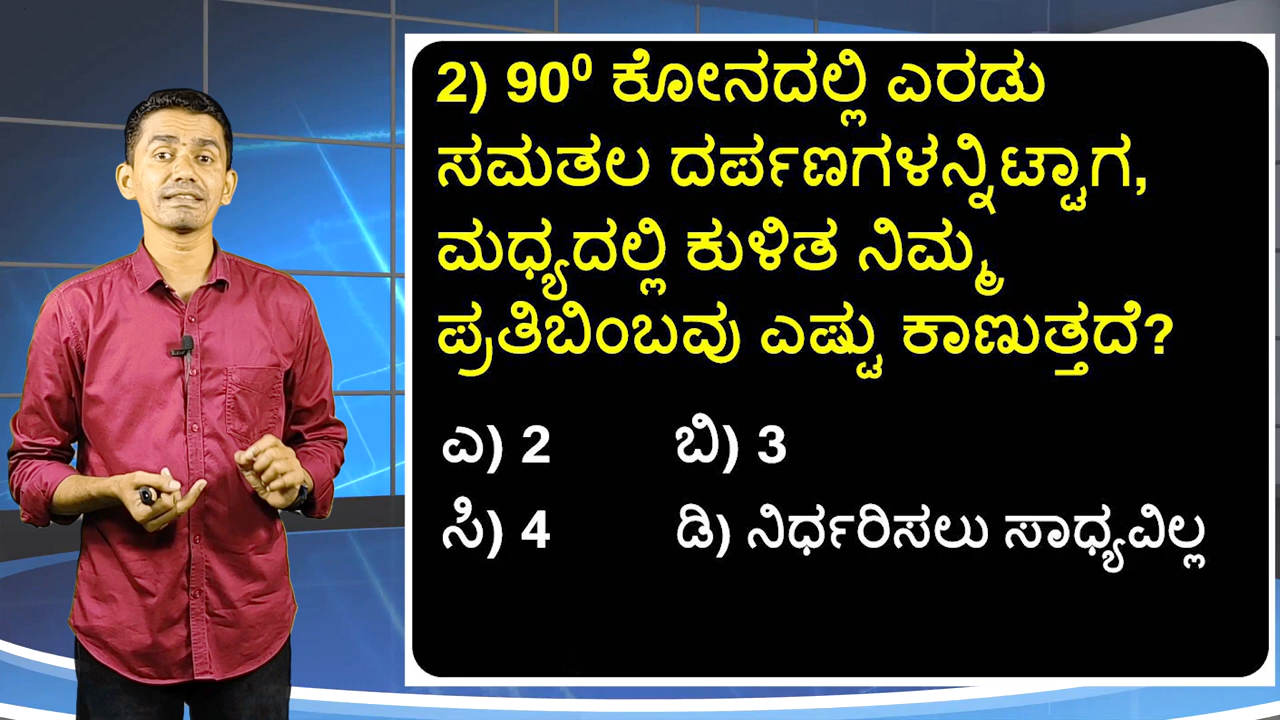 2) 90⁰ ಕೋನದಲ್ಲಿ ಎರಡು
ಸಮತಲ ದರ್ಪಣಗಳನ್ನಿಟ್ಟಾಗ,
ಮಧ್ಯದಲ್ಲಿ ಕುಳಿತ ನಿಮ್ಮ
ಪ್ರತಿಬಿಂಬವು ಎಷ್ಟು ಕಾಣುತ್ತದೆ?
ಎ) 2 ಬಿ) 3
ಸಿ) 4 ಡಿ) ನಿರ್ಧರಿಸಲು ಸಾಧ್ಯವಿಲ್ಲ